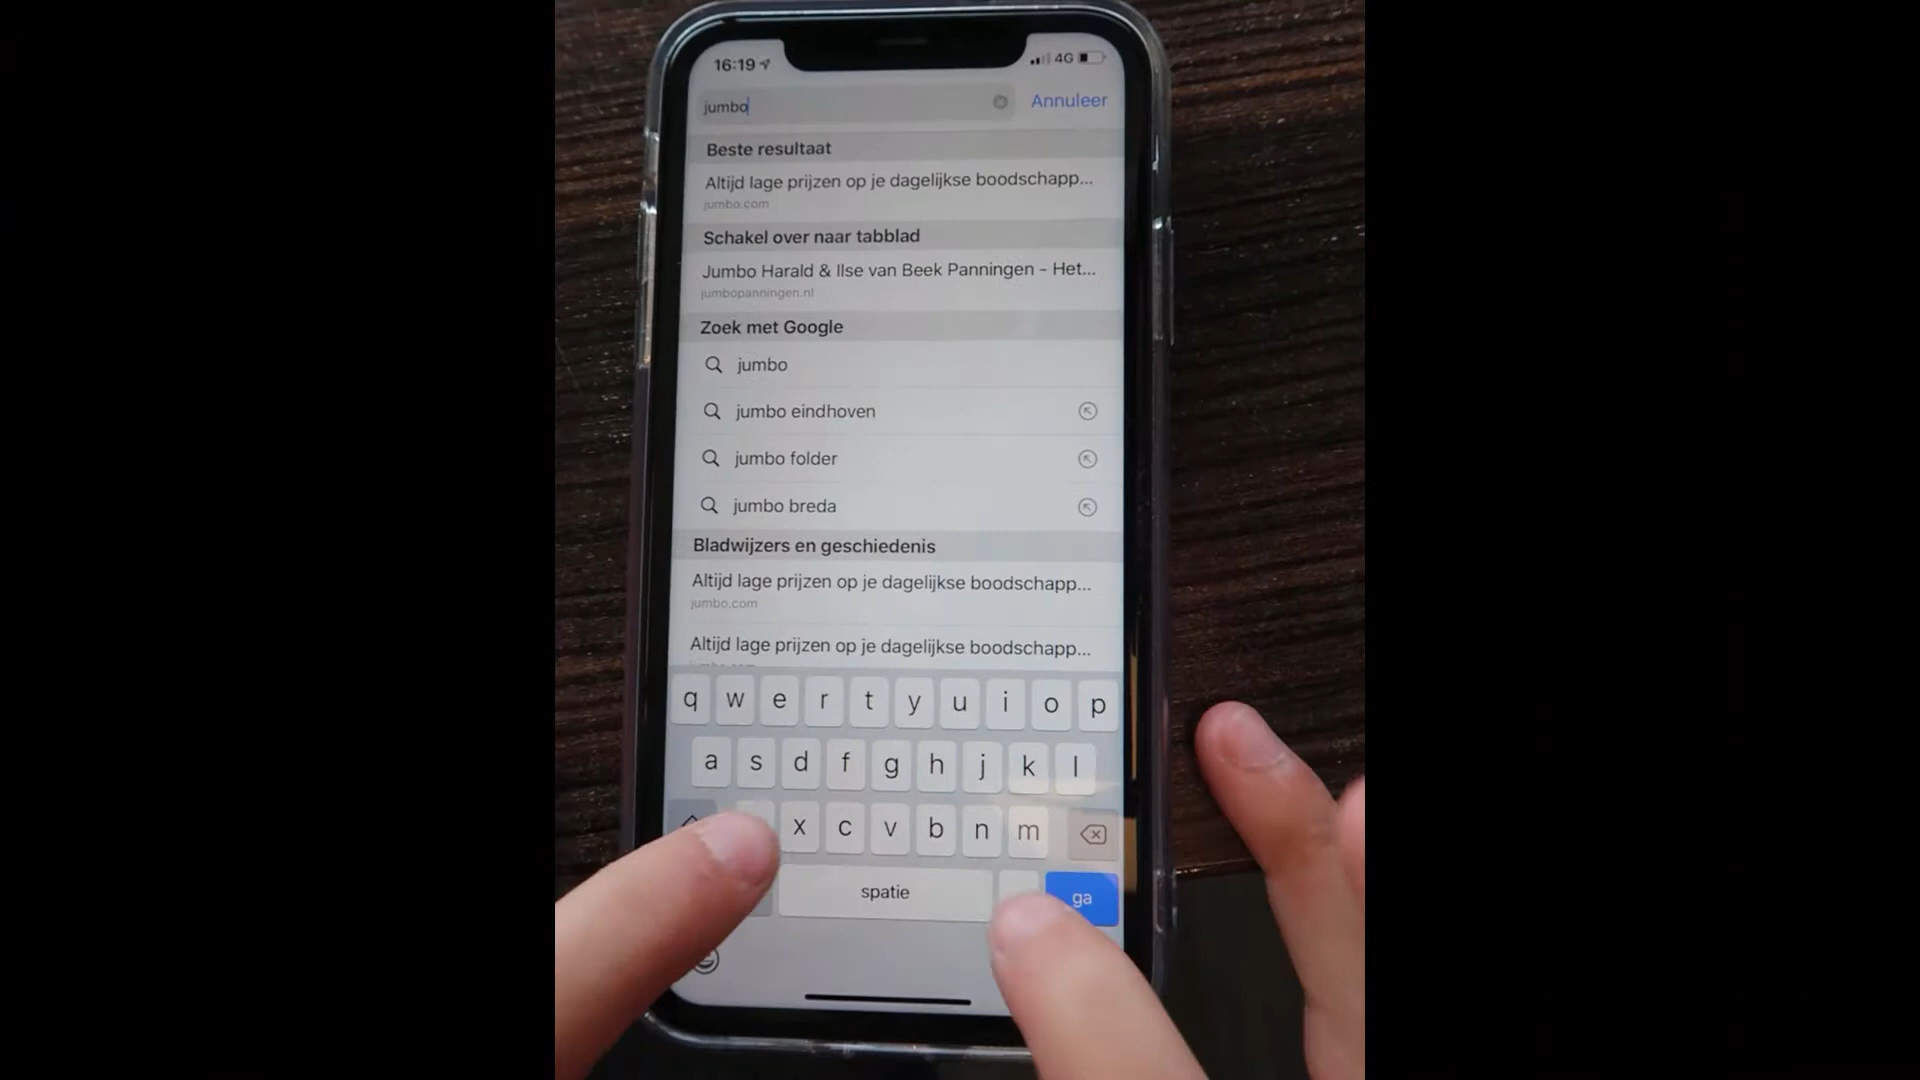 16:19
4G
jumbo
Annuleer
Beste resultaat
Altijd lage prijzen op je dagelijkse boodschapp...
jumbo.com
Schakel over naar tabblad
Jumbo Harald & Ilse van Beek Panningen - Het...
jumbopanningen.nl
Zoek met Google
jumbo
jumbo eindhoven
jumbo folder
jumbo breda
Bladwijzers en geschiedenis
Altijd lage prijzen op je dagelijkse boodschapp...
jumbo.com
Altijd lage prijzen op je dagelijkse boodschapp...
q w e r t y u i o p
a s d f g h j k l
x c v b n m
spatie
ga